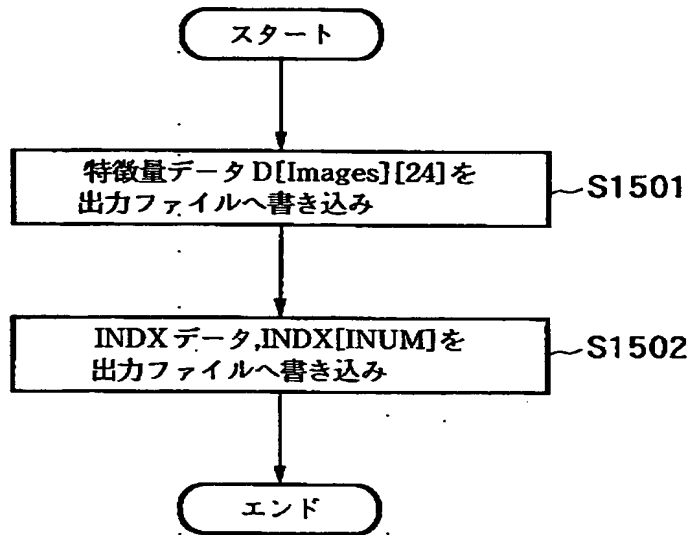 スタート
特徴量データD[Images][24]を
出力ファイルへ書き込み
S1501
INDXデータ,INDX[INUM]を
出力ファイルへ書き込み
S1502
エンド